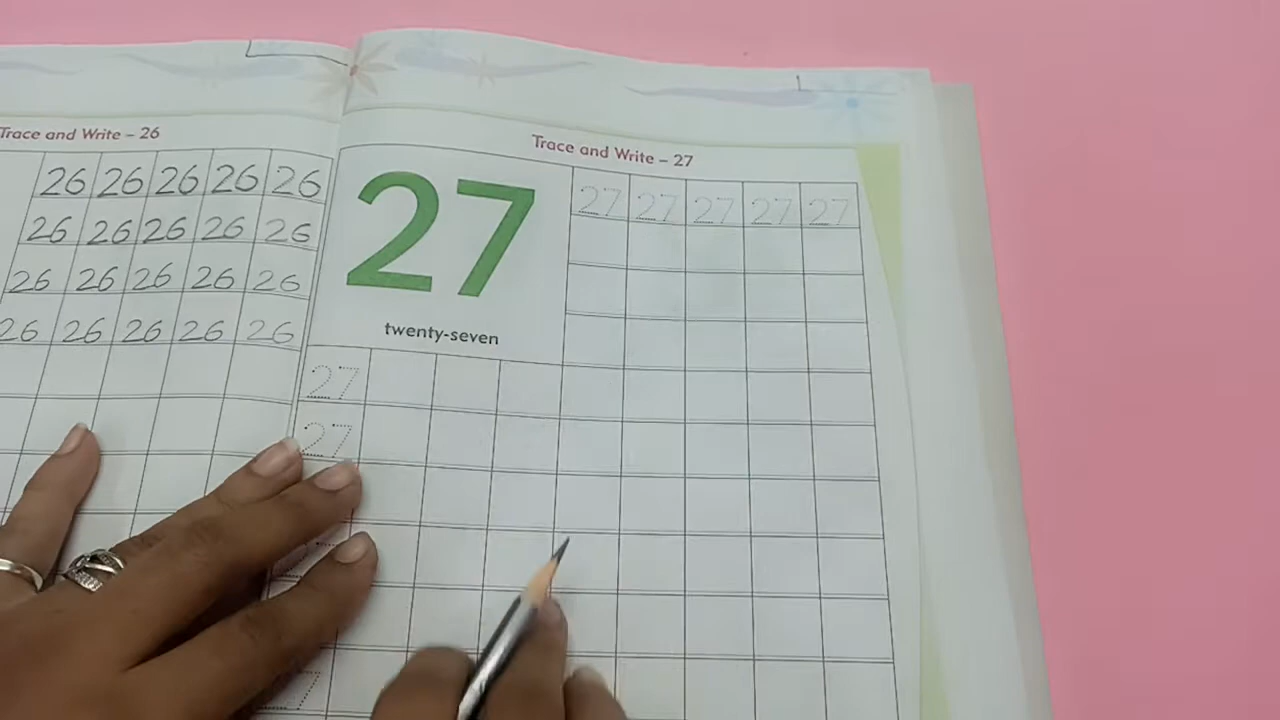 Trace and Write – 26
26 26 26 26 26
26 26 26 26 26
26 26 26 26 26
26 26 26 26 26
Trace and Write – 27
27
twenty-seven
27 27 27 27 27
27
27